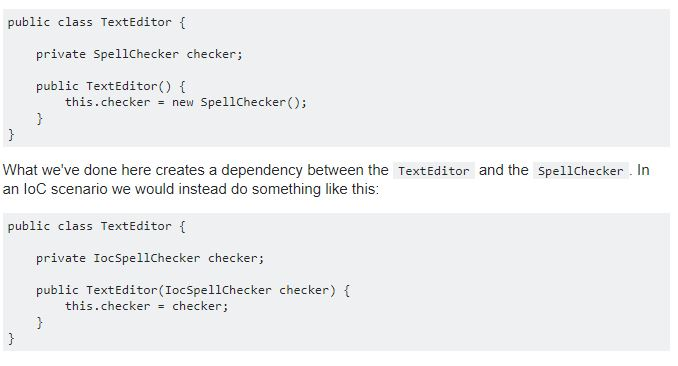 public class TextEditor {
private SpellChecker checker;
public TextEditor() {
this.checker = new SpellChecker();
}
}
What we've done here creates a dependency between the TextEditor and the SpellChecker . In
an IoC scenario we would instead do something like this:
public class TextEditor {
private IocSpellChecker checker;
public TextEditor(IocSpellChecker checker) {
this.checker = checker;
}
}